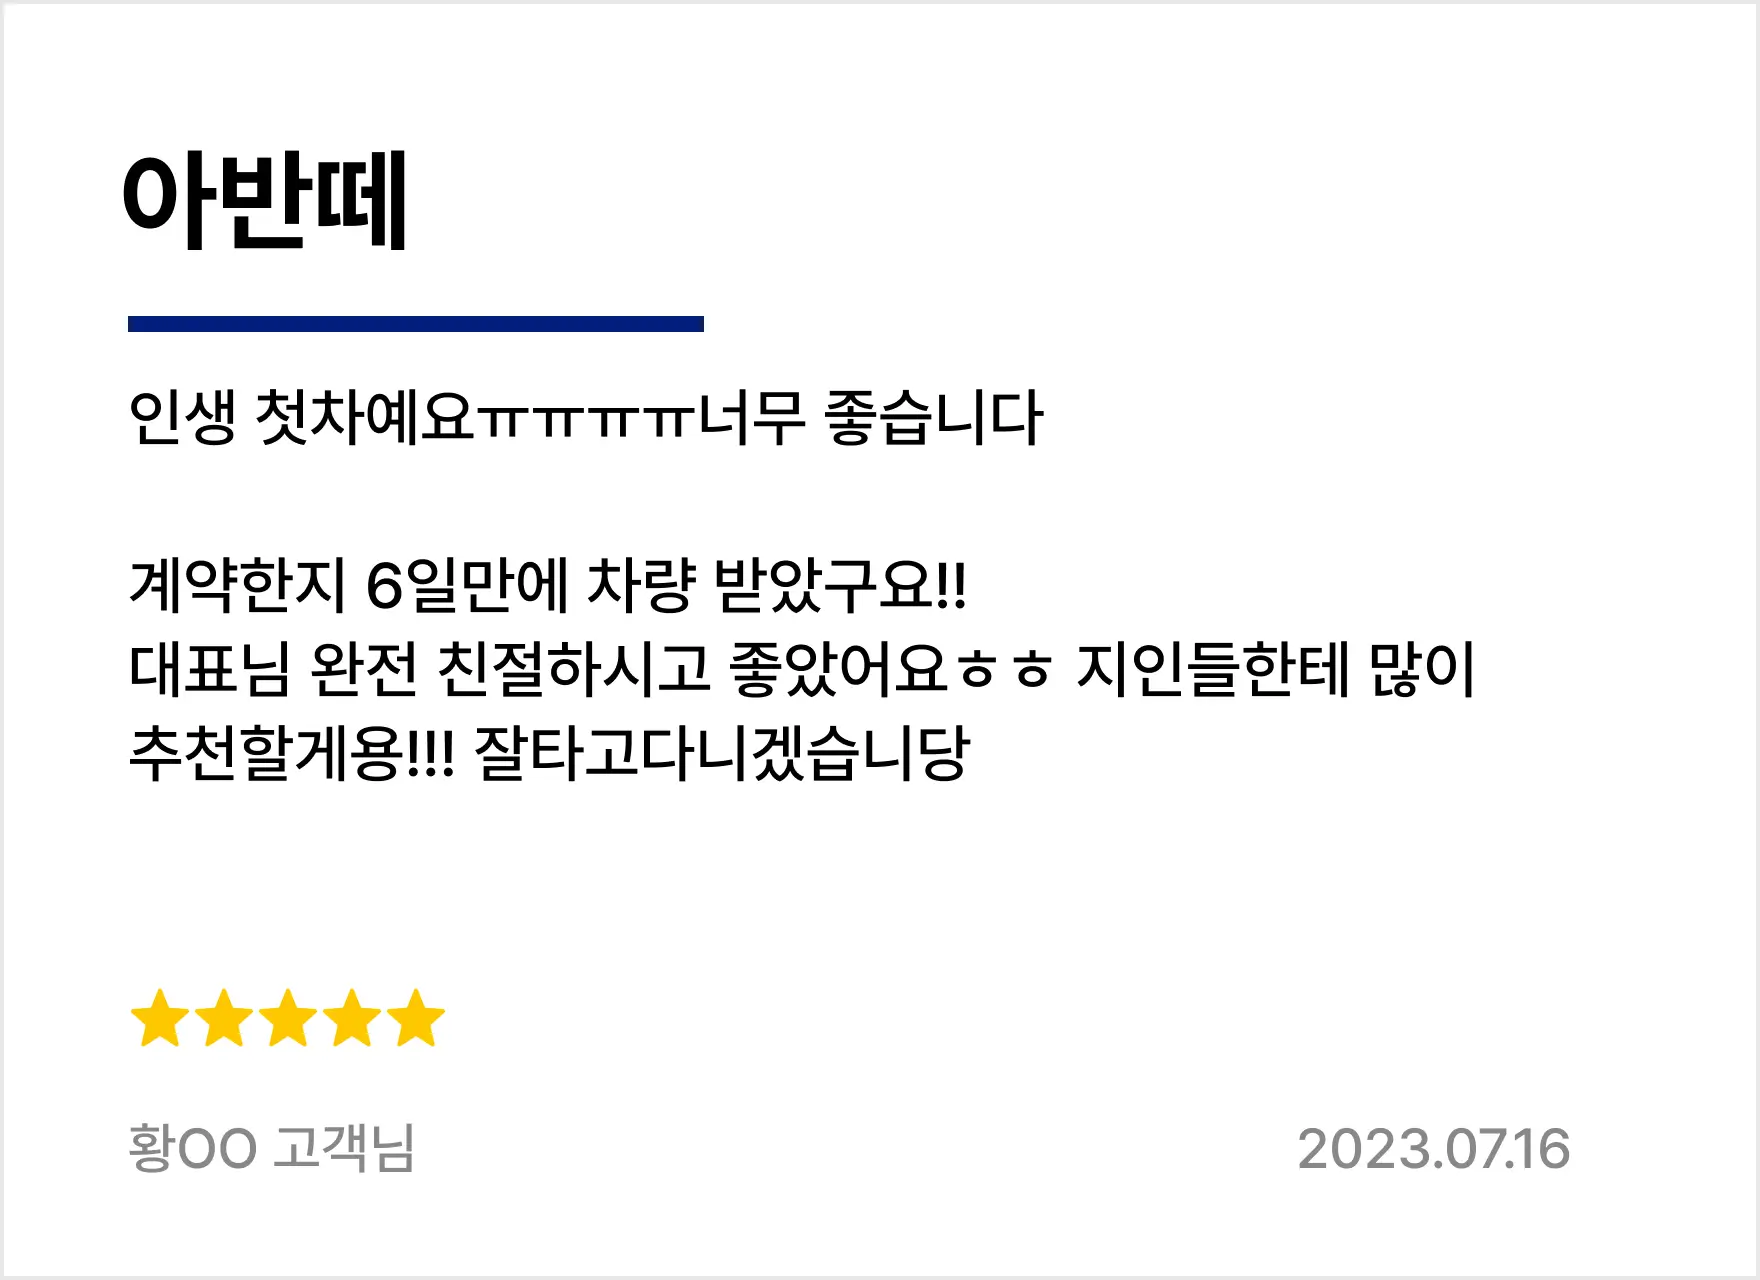 아반떼
인생 첫차예요ㅠㅠㅠㅠ너무 좋습니다
계약한지 6일만에 차량 받았구요!!
대표님 완전 친절하시고 좋았어요ㅎㅎ 지인들한테 많이
추천할게용!!! 잘타고다니겠습니당
황OO 고객님
2023.07.16